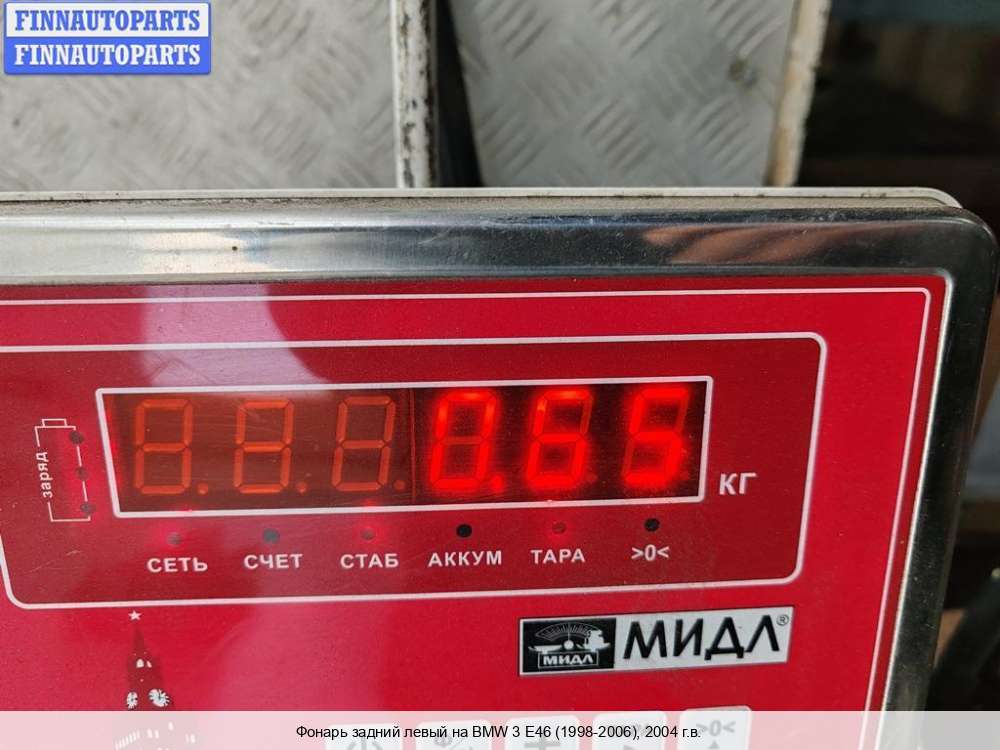 FINNAUTOPARTS
FINNAUTOPARTS
заряд
0.65
КГ
СЕТЬ СЧЕТ СТАБ АККУМ ТАРА >0<
МИДЛ МИДЛ®
>0<
Фонарь задний левый на BMW 3 E46 (1998-2006), 2004 г.в.